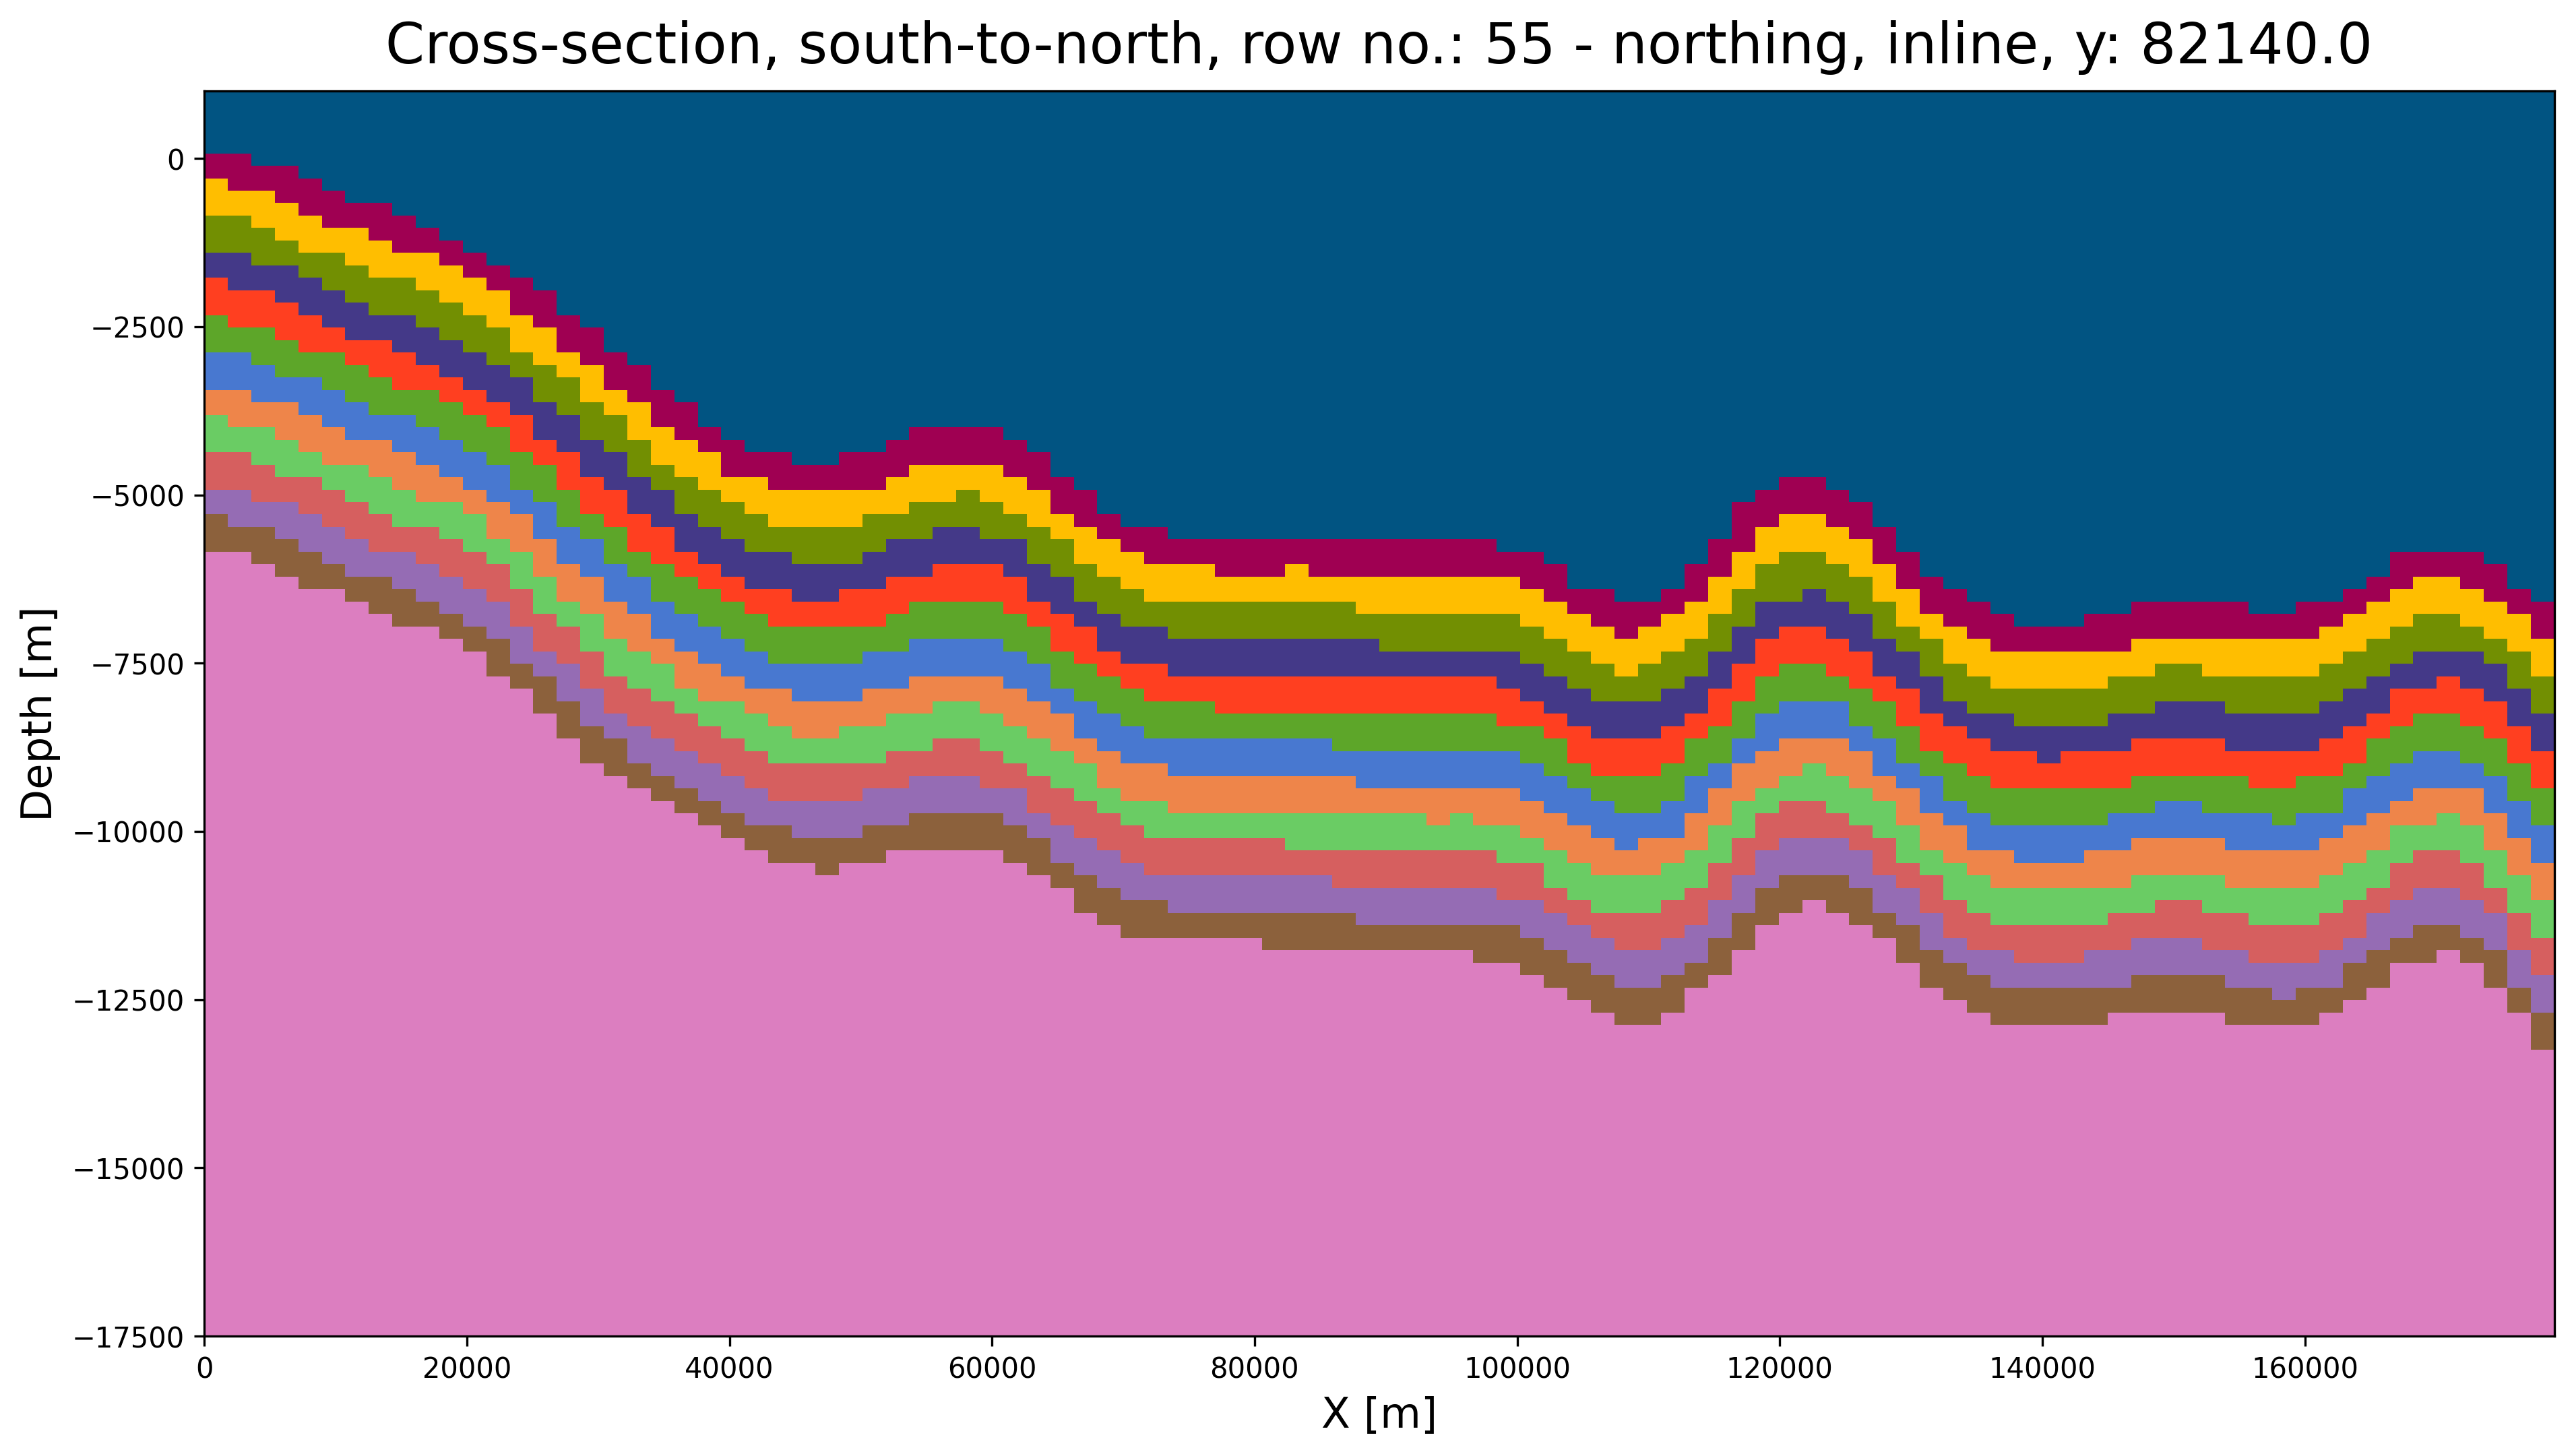 Cross-section, south-to-north, row no.: 55 - northing, inline, y: 82140.0
0
−2500
−5000
−7500
−10000
−12500
−15000
−17500
Depth [m]
0 20000 40000 60000 80000 100000 120000 140000 160000
X [m]